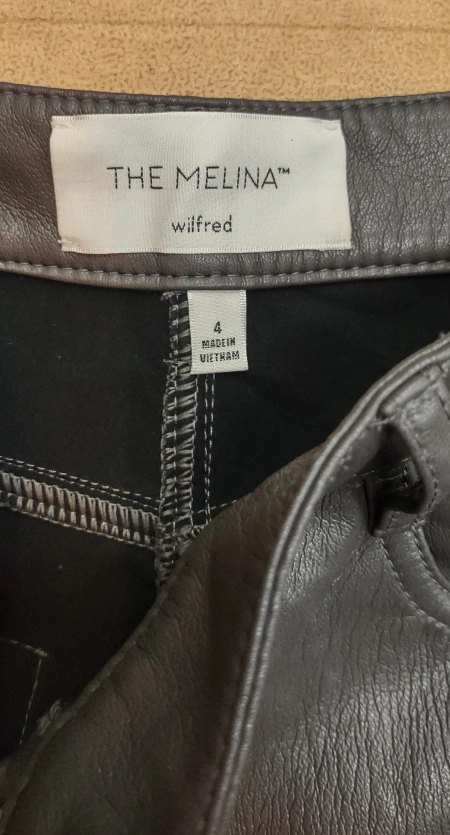 THE MELINA™
wilfred
4
MADE IN
VIETNAM